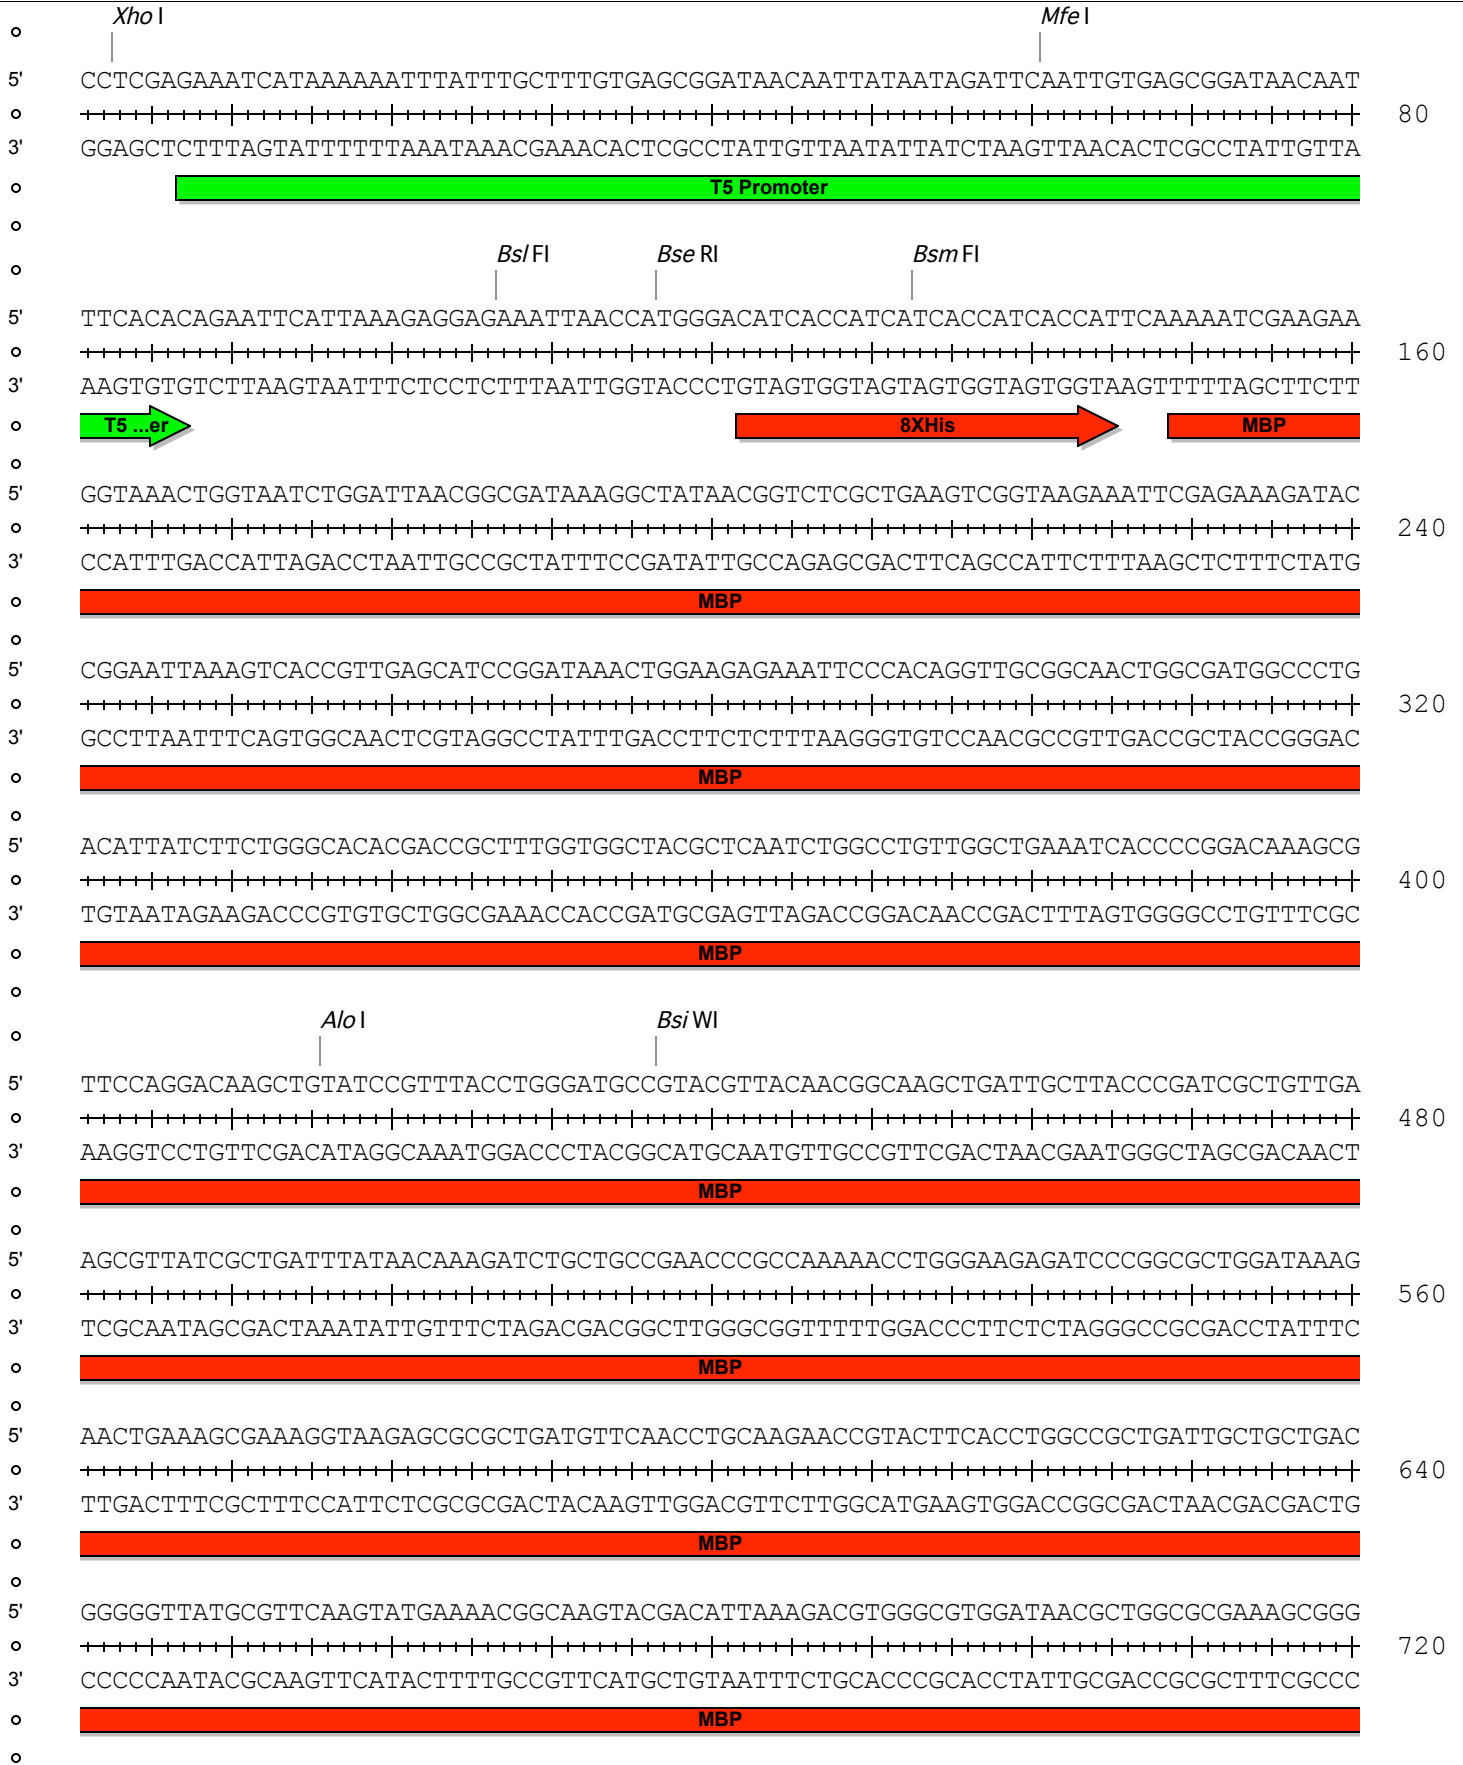 Xho I Mfe I
5' CCTCGAGAAATCATAAAAAATTTATTTGCTTTGTGAGCGGATAACAATTATAATAGATTCAATTGTGAGCGGATAACAAT
80
3' GGAGCTCTTTAGTATTTTTTAAATAAACGAAACACTCGCCTATTGTTAATATTATCTAAGTTAACACTCGCCTATTGTTA
T5 Promoter
Bsl FI Bse RI Bsm FI
5' TTCACACAGAATTCATTAAAGAGGAGAAATTAACCATGGGACATCACCATCATCACCATCACCATTCAAAAATCGAAGAA
160
3' AAGTGTGTCTTAAGTAATTTCTCCTCTTTAATTGGTACCCTGTAGTGGTAGTAGTGGTAGTGGTAAGTTTTTAGCTTCTT
T5 ...er 8XHis MBP
5' GGTAAACTGGTAATCTGGATTAACGGCGATAAAGGCTATAACGGTCTCGCTGAAGTCGGTAAGAAATTCGAGAAAGATAC
240
3' CCATTTGACCATTAGACCTAATTGCCGCTATTTCCGATATTGCCAGAGCGACTTCAGCCATTCTTTAAGCTCTTTCTATG
MBP
5' CGGAATTAAAGTCACCGTTGAGCATCCGGATAAACTGGAAGAGAAATTCCCACAGGTTGCGGCAACTGGCGATGGCCCTG
320
3' GCCTTAATTTCAGTGGCAACTCGTAGGCCTATTTGACCTTCTCTTTAAGGGTGTCCAACGCCGTTGACCGCTACCGGGAC
MBP
5' ACATTATCTTCTGGGCACACGACCGCTTTGGTGGCTACGCTCAATCTGGCCTGTTGGCTGAAATCACCCCGGACAAAGCG
400
3' TGTAATAGAAGACCCGTGTGCTGGCGAAACCACCGATGCGAGTTAGACCGGACAACCGACTTTAGTGGGGCCTGTTTCGC
MBP
Alo I Bsi WI
5' TTCCAGGACAAGCTGTATCCGTTTACCTGGGATGCCGTACGTTACAACGGCAAGCTGATTGCTTACCCGATCGCTGTTGA
480
3' AAGGTCCTGTTCGACATAGGCAAATGGACCCTACGGCATGCAATGTTGCCGTTCGACTAACGAATGGGCTAGCGACAACT
MBP
5' AGCGTTATCGCTGATTTATAACAAAGATCTGCTGCCGAACCCGCCAAAAACCTGGGAAGAGATCCCGGCGCTGGATAAAG
560
3' TCGCAATAGCGACTAAATATTGTTTCTAGACGACGGCTTGGGCGGTTTTTGGACCCTTCTCTAGGGCCGCGACCTATTTC
MBP
5' AACTGAAAGCGAAAGGTAAGAGCGCGCTGATGTTCAACCTGCAAGAACCGTACTTCACCTGGCCGCTGATTGCTGCTGAC
640
3' TTGACTTTCGCTTTCCATTCTCGCGCGACTACAAGTTGGACGTTCTTGGCATGAAGTGGACCGGCGACTAACGACGACTG
MBP
5' GGGGGTTATGCGTTCAAGTATGAAAACGGCAAGTACGACATTAAAGACGTGGGCGTGGATAACGCTGGCGCGAAAGCGGG
720
3' CCCCCAATACGCAAGTTCATACTTTTGCCGTTCATGCTGTAATTTCTGCACCCGCACCTATTGCGACCGCGCTTTCGCCC
MBP